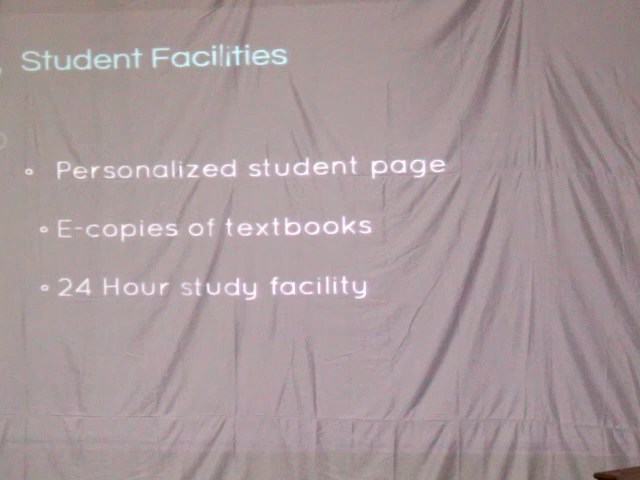 Student Facilities
Personalized student page
E-copies of textbooks
24 Hour study facility